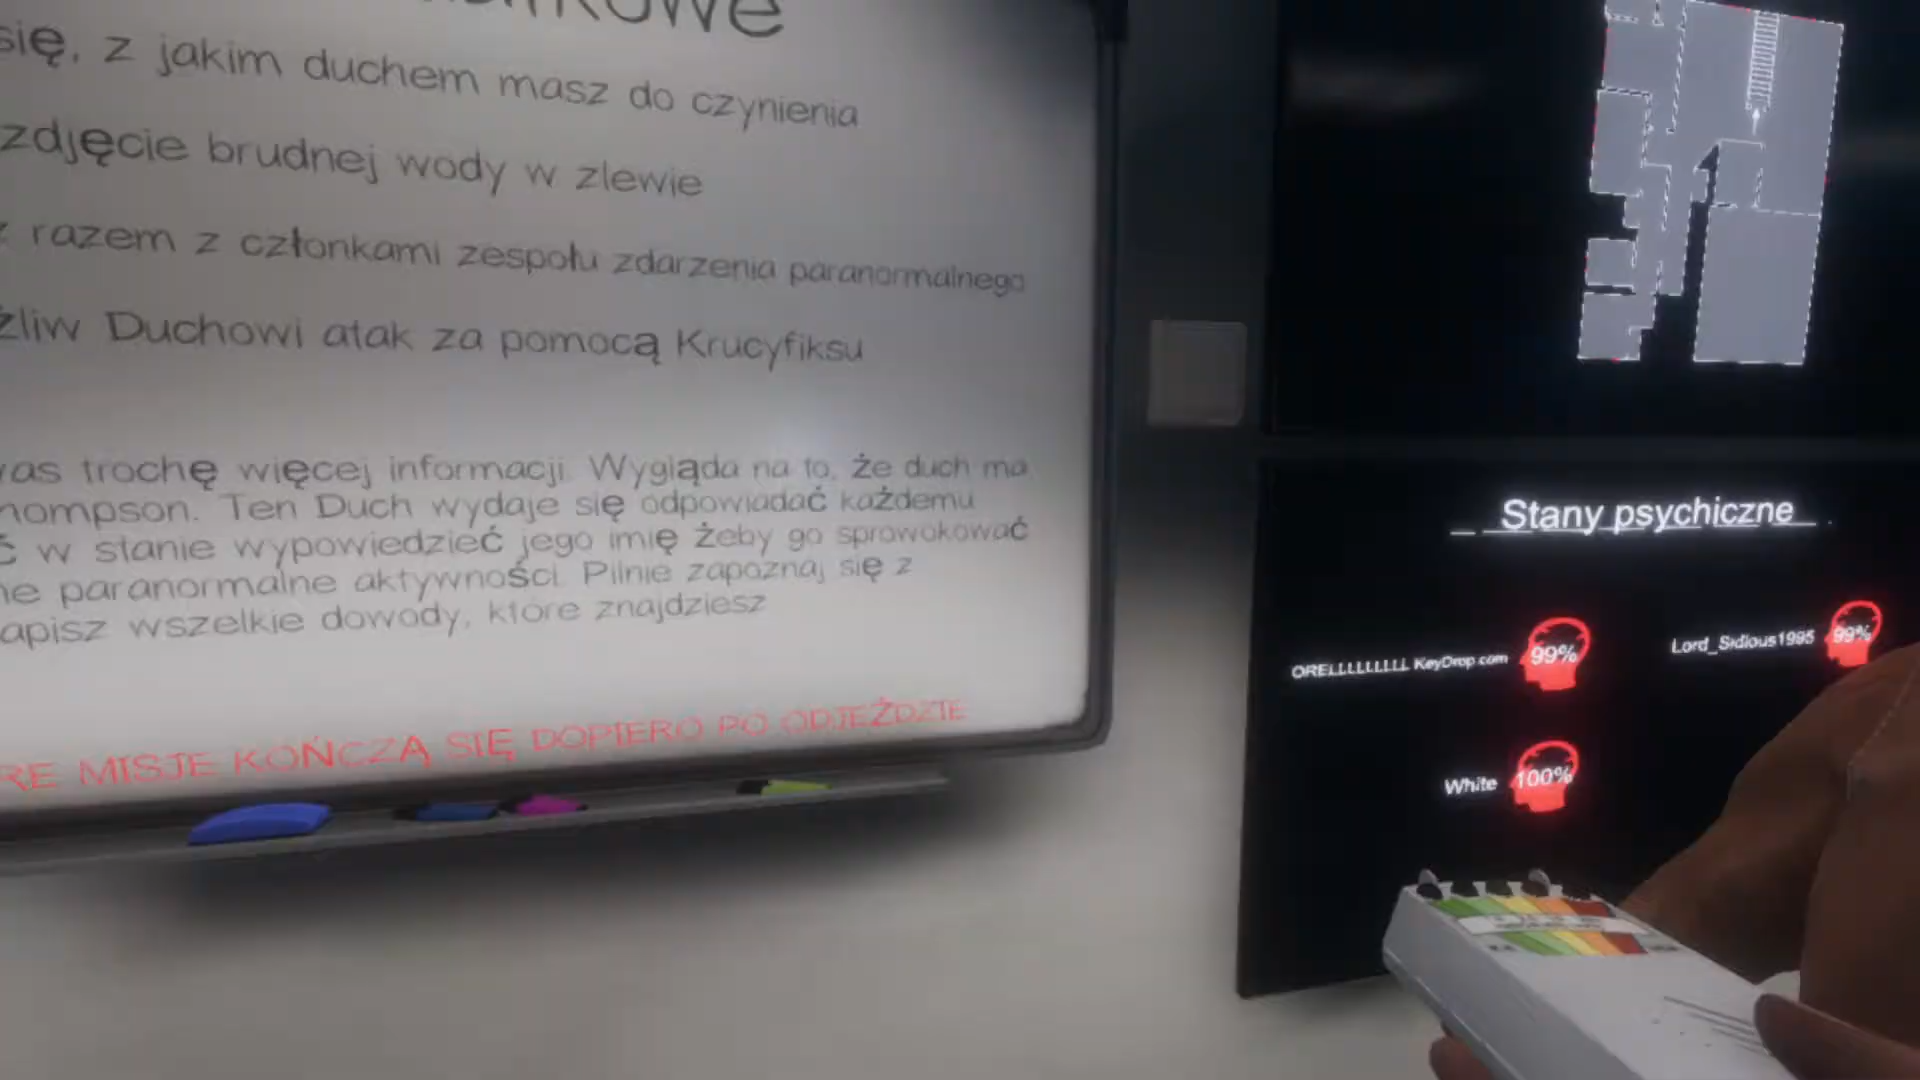 się, z jakim duchem masz do czynienia
zdjęcie brudnej wody w zlewie
razem z członkami zespołu zdarzenia paranormalnego
Duchowi atak za pomocą Krucyfiksu
trochę więcej informacji. Wygląda na to, że duch ma
Ten Duch wydaje się odpowiadać każdemu
w stanie wypowiedzieć jego imię żeby go sprowokować
paranormalne aktywności. Pilnie zapoznaj się z
wszelkie dowody, które znajdziesz
MISJE KOŃCZĄ SIĘ DOPIERO PO ODJEŹDZIE
Stany psychiczne
ORELLLLLLLLL KeyDrop.com 99%
Lord_Sidious1995 99%
White 100%